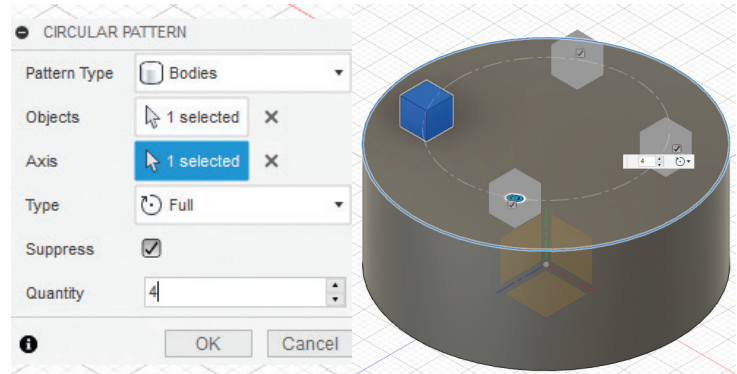 CIRCULAR PATTERN
Pattern Type Bodies
Objects 1 selected
Axis 1 selected
Type Full
Suppress
Quantity 4
OK Cancel
4